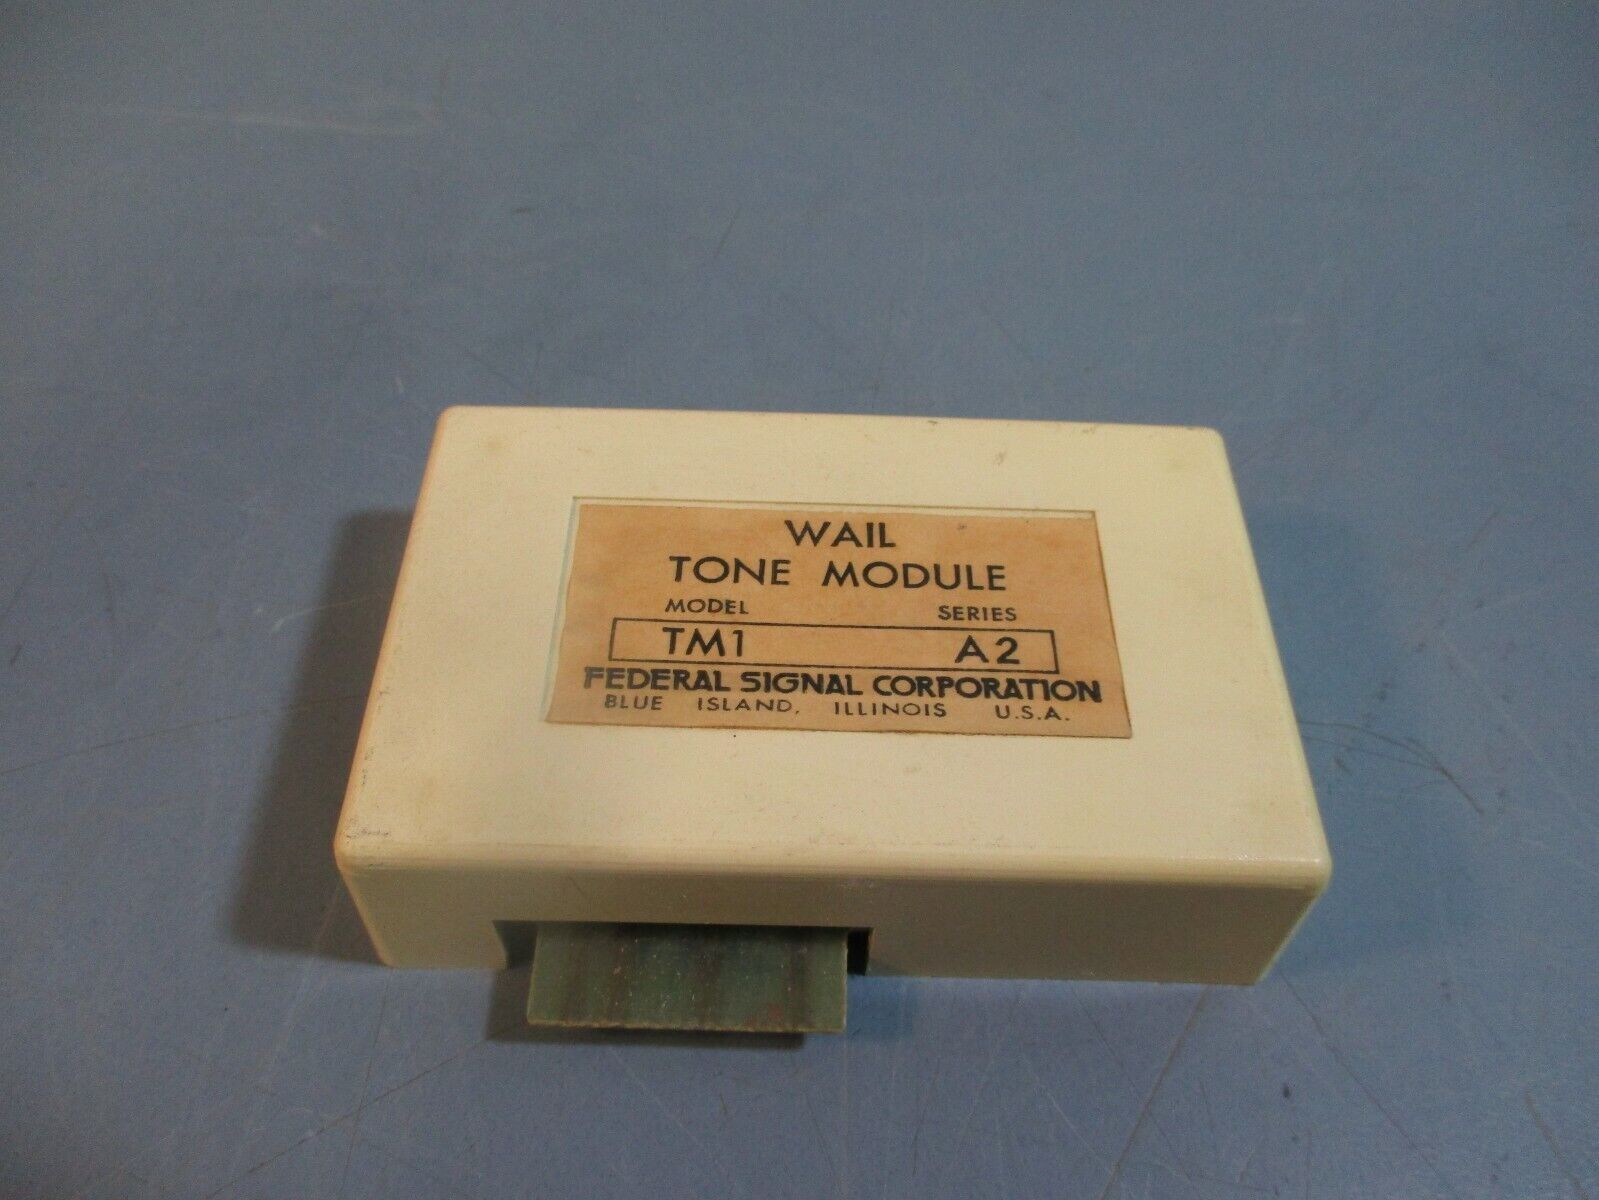 WAIL
TONE MODULE
MODEL SERIES
TM1 A2
FEDERAL SIGNAL CORPORATION
BLUE ISLAND, ILLINOIS U.S.A.